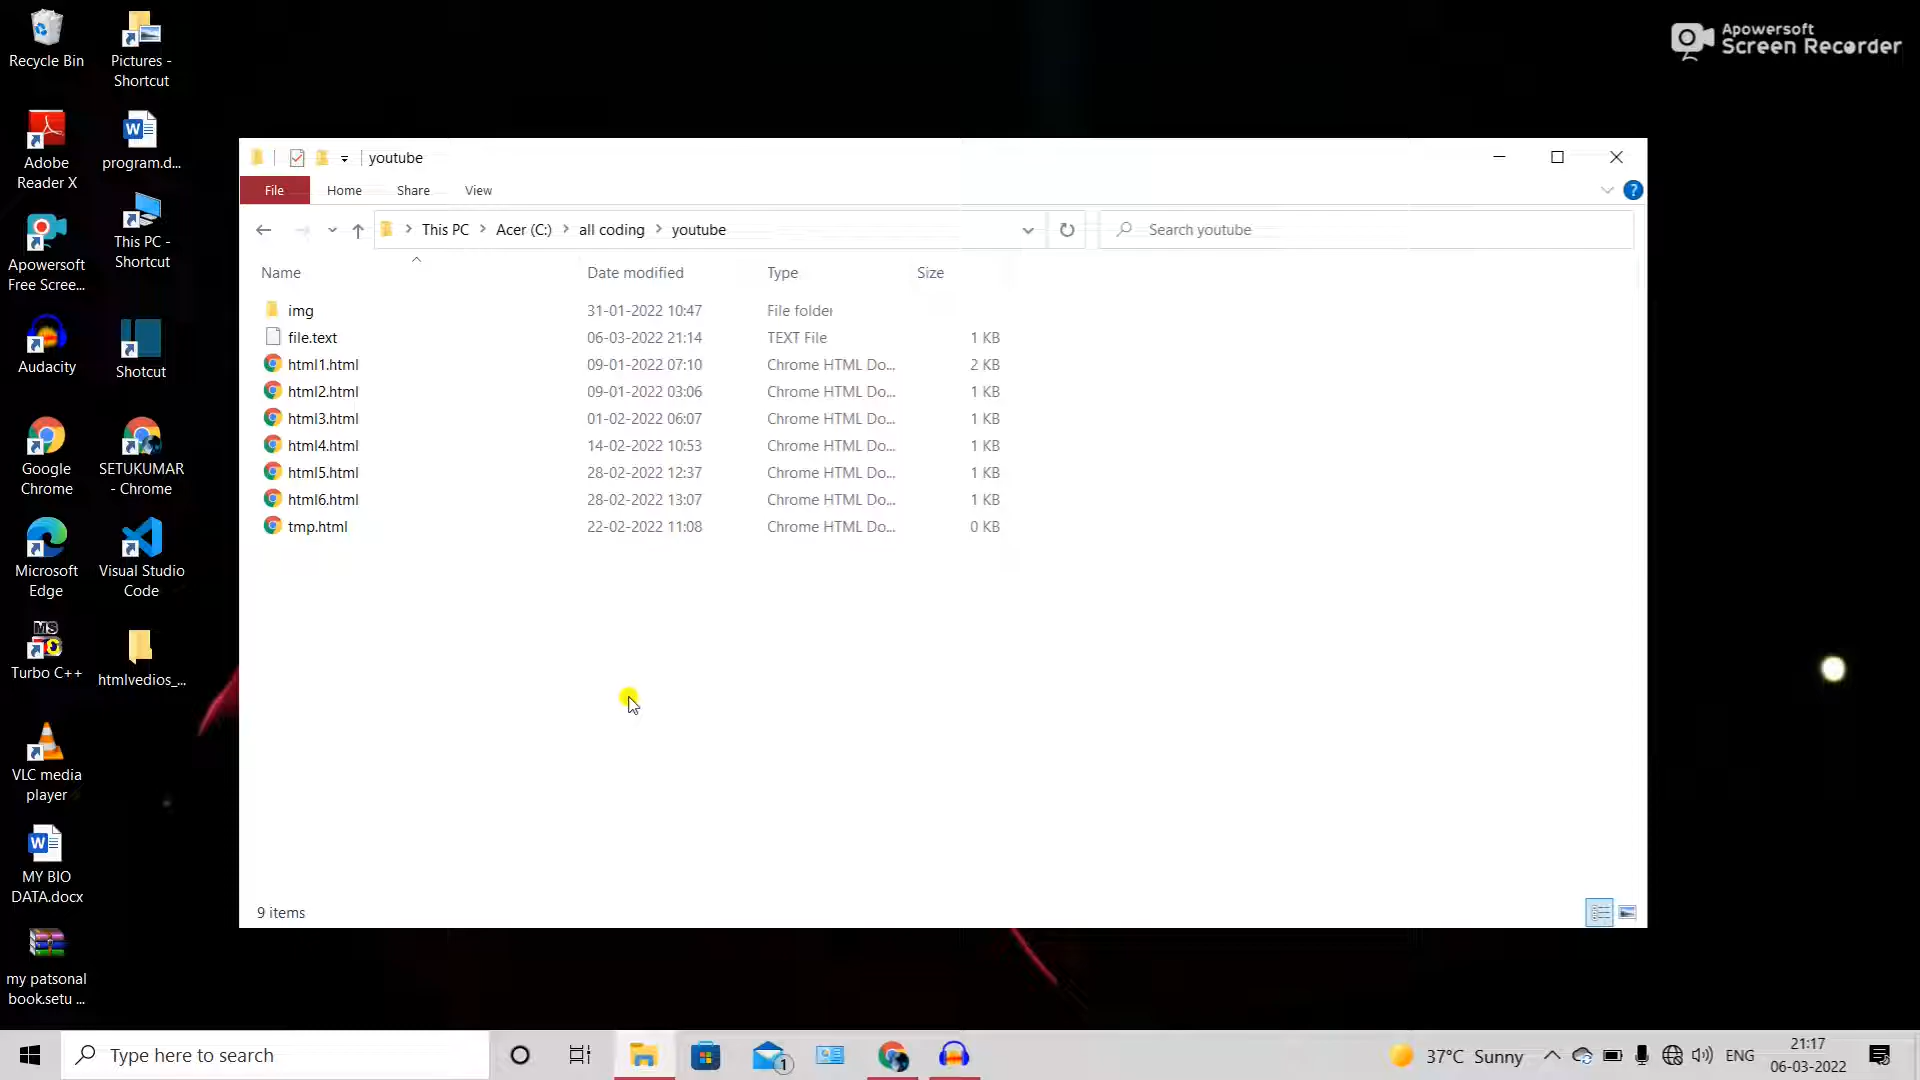 Recycle Bin
Pictures -
Shortcut
Adobe
Reader X
program.d...
Apowersoft
Free Scree...
This PC -
Shortcut
Audacity
Shotcut
Google
Chrome
SETUKUMAR
- Chrome
Microsoft
Edge
Visual Studio
Code
MS
Turbo C++
htmlvedios_...
VLC media
player
MY BIO
DATA.docx
my patsonal
book.setu ...
Apowersoft
Screen Recorder
youtube
File Home Share View
This PC > Acer (C:) > all coding > youtube
Search youtube
Name Date modified Type Size
img 31-01-2022 10:47 File folder
file.text 06-03-2022 21:14 TEXT File 1 KB
html1.html 09-01-2022 07:10 Chrome HTML Do... 2 KB
html2.html 09-01-2022 03:06 Chrome HTML Do... 1 KB
html3.html 01-02-2022 06:07 Chrome HTML Do... 1 KB
html4.html 14-02-2022 10:53 Chrome HTML Do... 1 KB
html5.html 28-02-2022 12:37 Chrome HTML Do... 1 KB
html6.html 28-02-2022 13:07 Chrome HTML Do... 1 KB
tmp.html 22-02-2022 11:08 Chrome HTML Do... 0 KB
9 items
Type here to search
1
37°C Sunny
ENG
21:17
06-03-2022